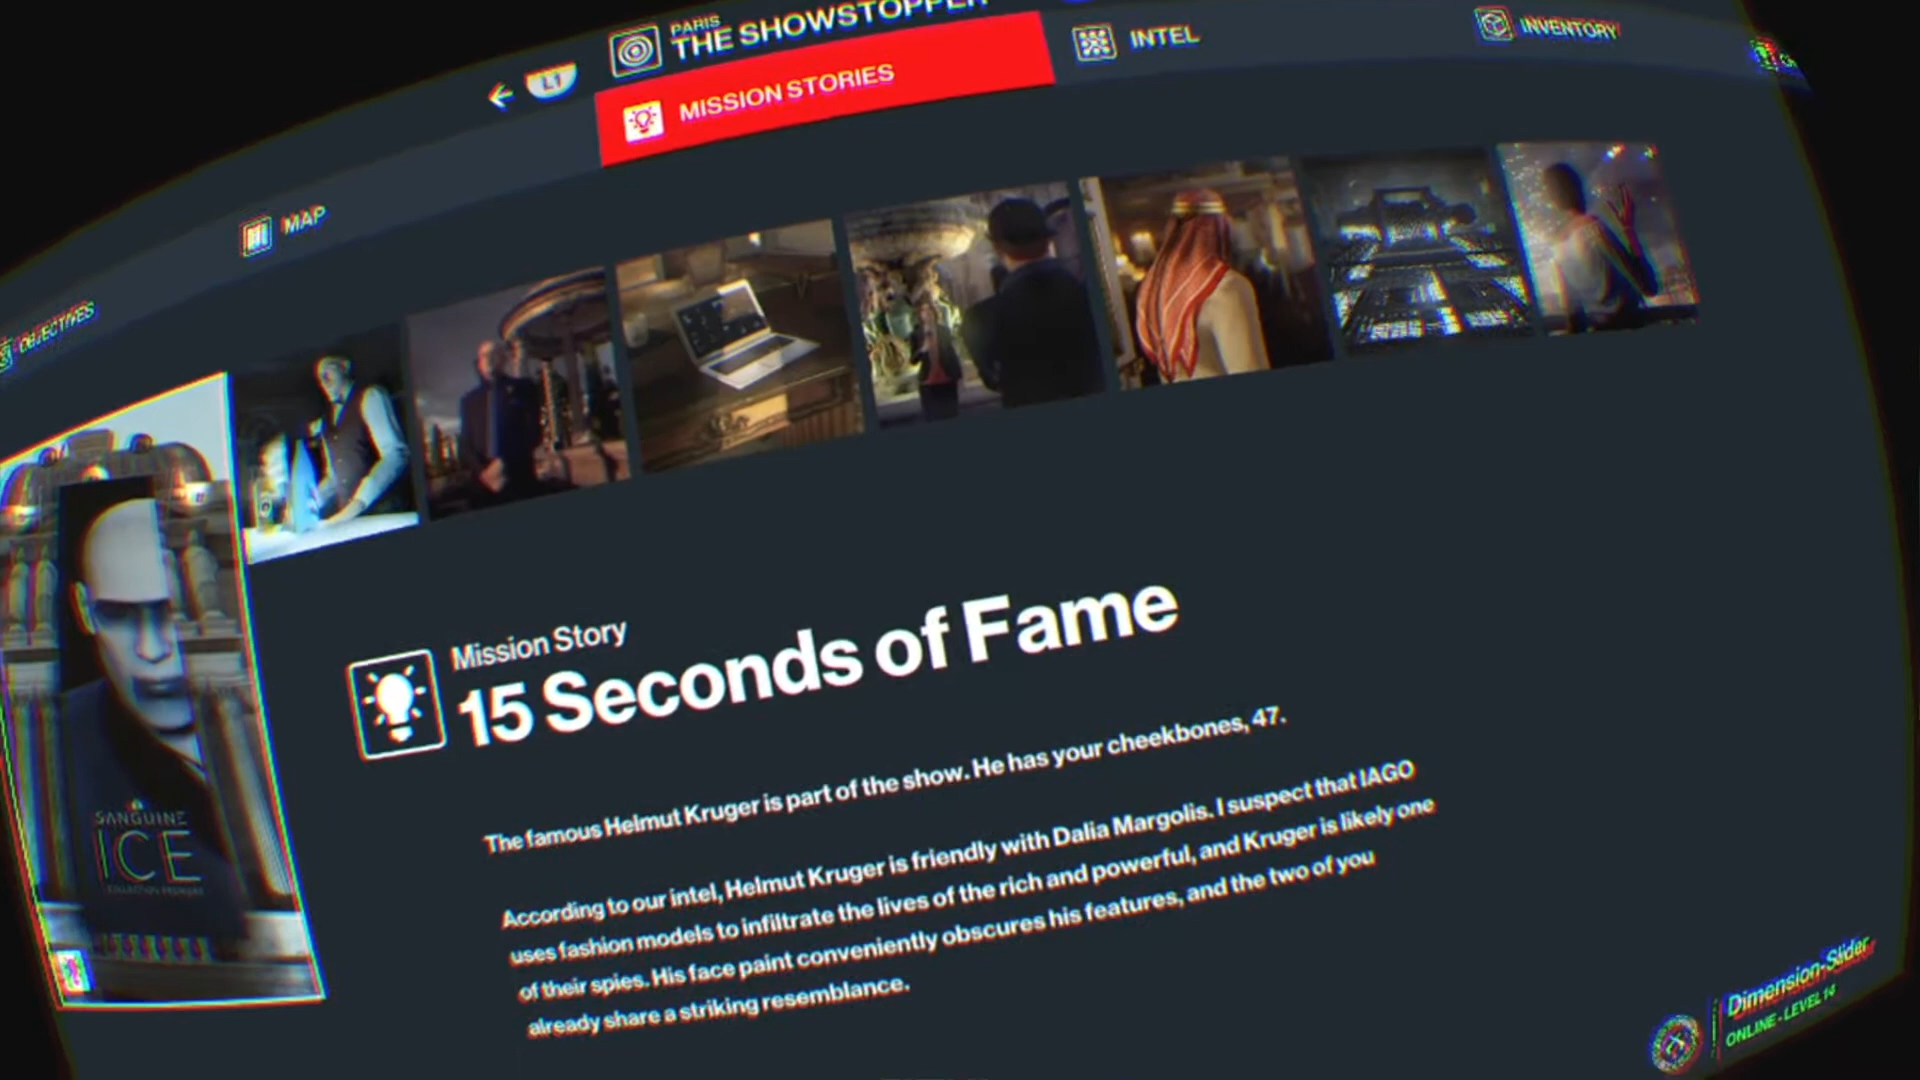 PARIS
THE SHOWSTOPPER
L1
MISSION STORIES
INTEL
INVENTORY
MAP
OBJECTIVES
Mission Story
15 Seconds of Fame
The famous Helmut Kruger is part of the show. He has your cheekbones, 47.
According to our intel, Helmut Kruger is friendly with Dalia Margolis. I suspect that IAGO
uses fashion models to infiltrate the lives of the rich and powerful, and Kruger is likely one
of their spies. His face paint conveniently obscures his features, and the two of you
already share a striking resemblance.
SANGUINE
ICE
Dimension-Slider
ONLINE - LEVEL 14